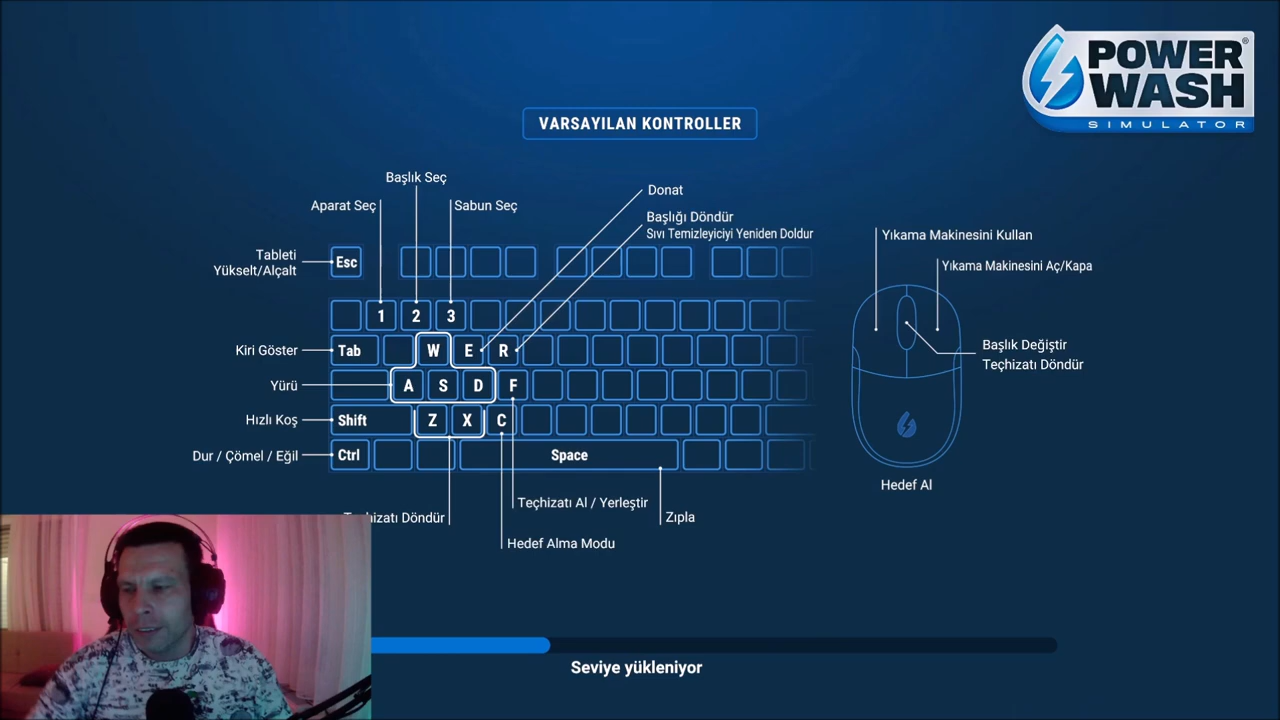 POWER
WASH
SIMULATOR
VARSAYILAN KONTROLLER
Başlık Seç
Aparat Seç
Sabun Seç
Donat
Başlığı Döndür
Sıvı Temizleyiciyi Yeniden Doldur
Tableti
Yükselt/Alçalt
Esc
1 2 3
Kiri Göster
Tab W E R
Yürü
A S D F
Hızlı Koş
Shift Z X C
Dur / Çömel / Eğil
Ctrl Space
Teçhizatı Al / Yerleştir
Döndür
Zıpla
Hedef Alma Modu
Yıkama Makinesini Kullan
Yıkama Makinesini Aç/Kapa
Başlık Değiştir
Teçhizatı Döndür
Hedef Al
Seviye yükleniyor